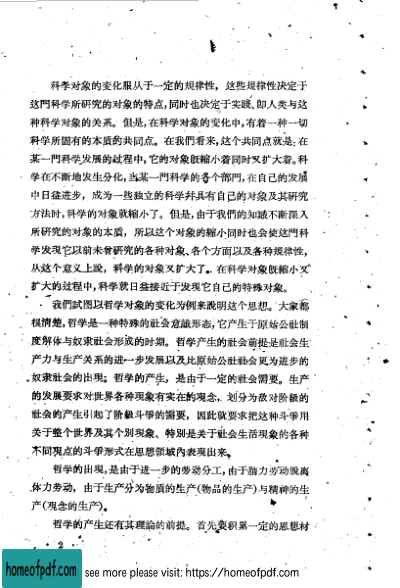 科学对象的变化服从于一定的规律性，这些规律性决定于
这門科学所研究的对象的特点，同时也决定于实踐、即人类与这
种科学对象的关系。但是，在科学对象的变化中，有着一种一切
科学所固有的本质的共同点。在我們看来，这个共同点就是：在
某一門科学发展的过程中，它的对象旣縮小着同时又扩大着。科
学在不断地发生分化，当某一門科学的各个部門，在自己的发展
中日益进步，成为一些独立的科学幷具有自己的对象及其研究
方法时，科学的对象就縮小了。但是，由于我們的知識不断深入
所研究的对象的本质，所以这个对象的縮小同时也会使这門科
学发現它以前未曾研究的各种对象、各个方面以及各种規律性，
从这个意义上說，科学的对象又扩大了。在科学对象旣縮小又
扩大的过程中，科学就日益接近于发現它自己的特殊对象。
我們試图以哲学对象的变化为例来說明这个思想。大家都
很清楚，哲学是一种特殊的社会意識形态，它产生于原始公社制
度解体与奴隶社会形成的时期。哲学产生的社会前提是社会生
产力与生产关系的进一步发展以及比原始公社社会更为进步的
奴隶社会的出現。哲学的产生，是由于一定的社会需要。生产
的发展要求对世界各种現象有实在的观念，划分为敌对阶級的
社会的产生引起了阶級斗爭的需要，因此就要求把这种斗爭用
关于整个世界及其个別現象、特別是关于社会生活現象的各种
不同观点的斗爭形式在思想領域內表現出来。
哲学的出現，是由于进一步的劳动分工，由于脑力劳动脫离
体力劳动，由于生产分为物质的生产（物品的生产）与精神的生
产（观念的生产）。
哲学的产生还有其理論的前提。首先要积累一定的思想材
2
homeofpdf.com
see more please visit: https://homeofpdf.com